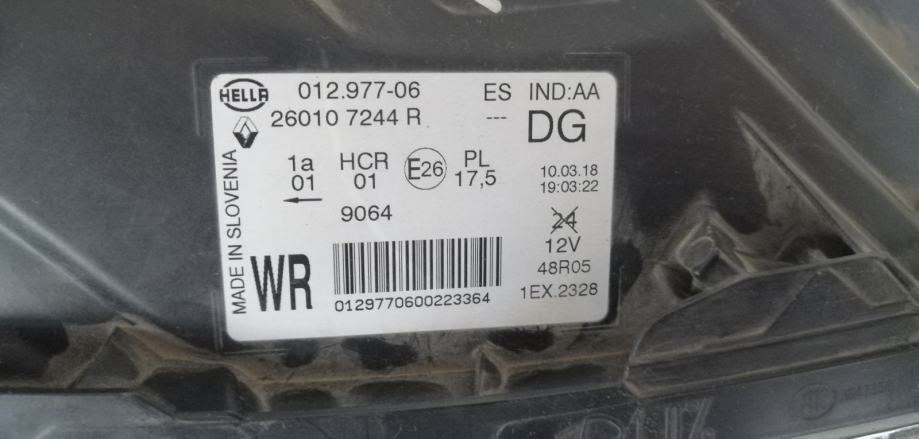 HELLA 012.977-06 ES IND:AA
26010 7244 R --- DG
1a HCR E26 PL 10.03.18
01 01 17,5 19:03:22
9064 24
12V
MADE IN SLOVENIA
WR 48R05
0129770600223364 1EX.2328